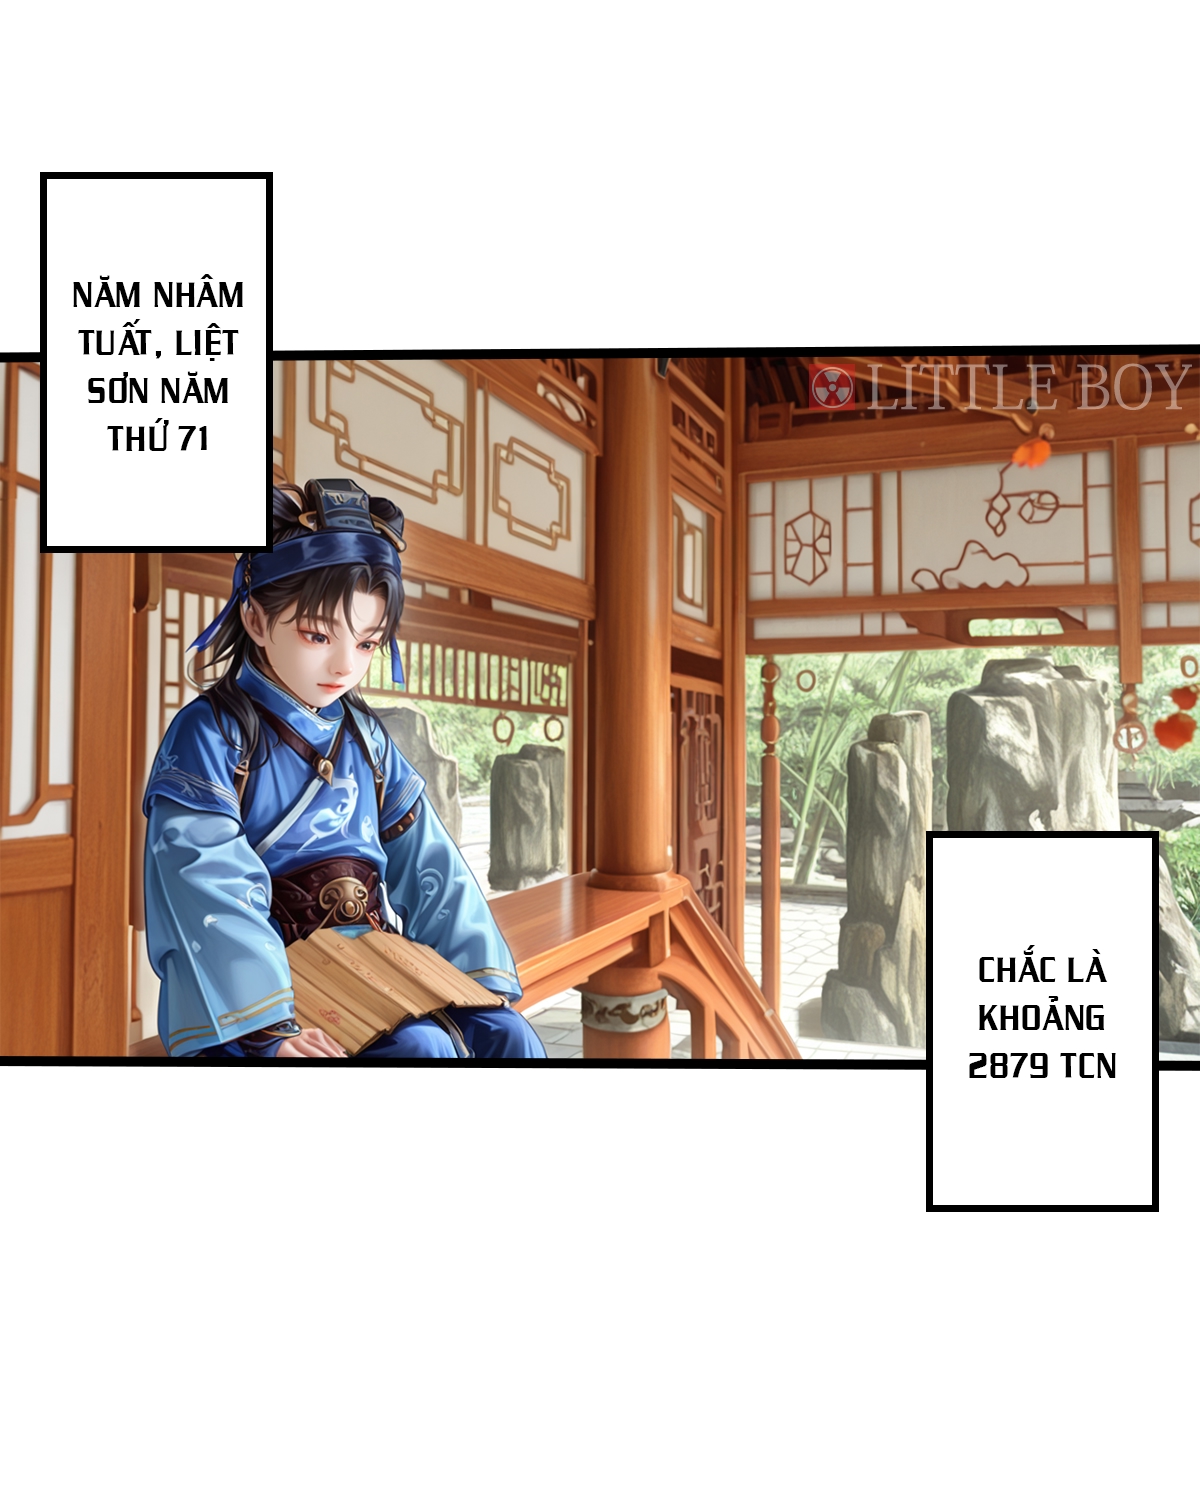 NĂM NHÂM
TUẤT, LIỆT
SƠN NĂM
THỨ 71
LITTLE BOY
CHẮC LÀ
KHOẢNG
2879 TCN